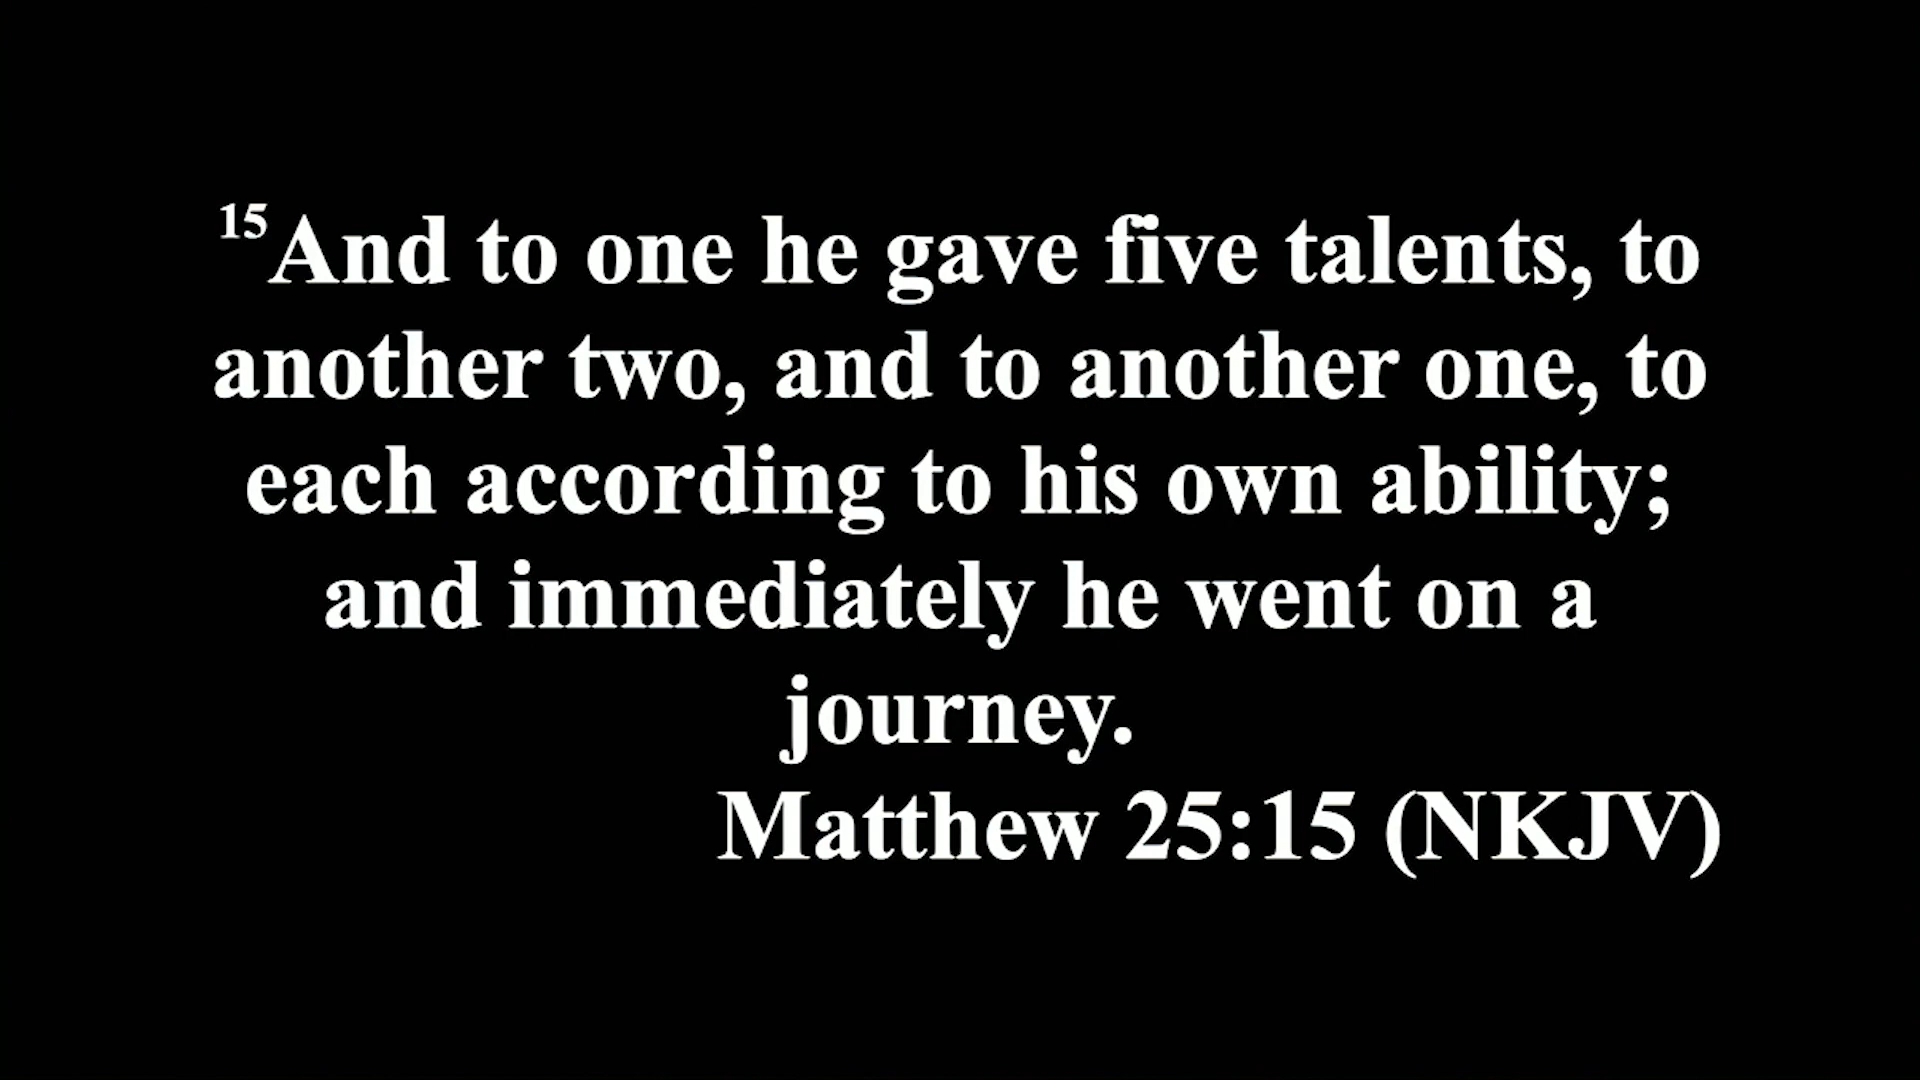 15And to one he gave five talents, to
another two, and to another one, to
each according to his own ability;
and immediately he went on a
journey.
Matthew 25:15 (NKJV)